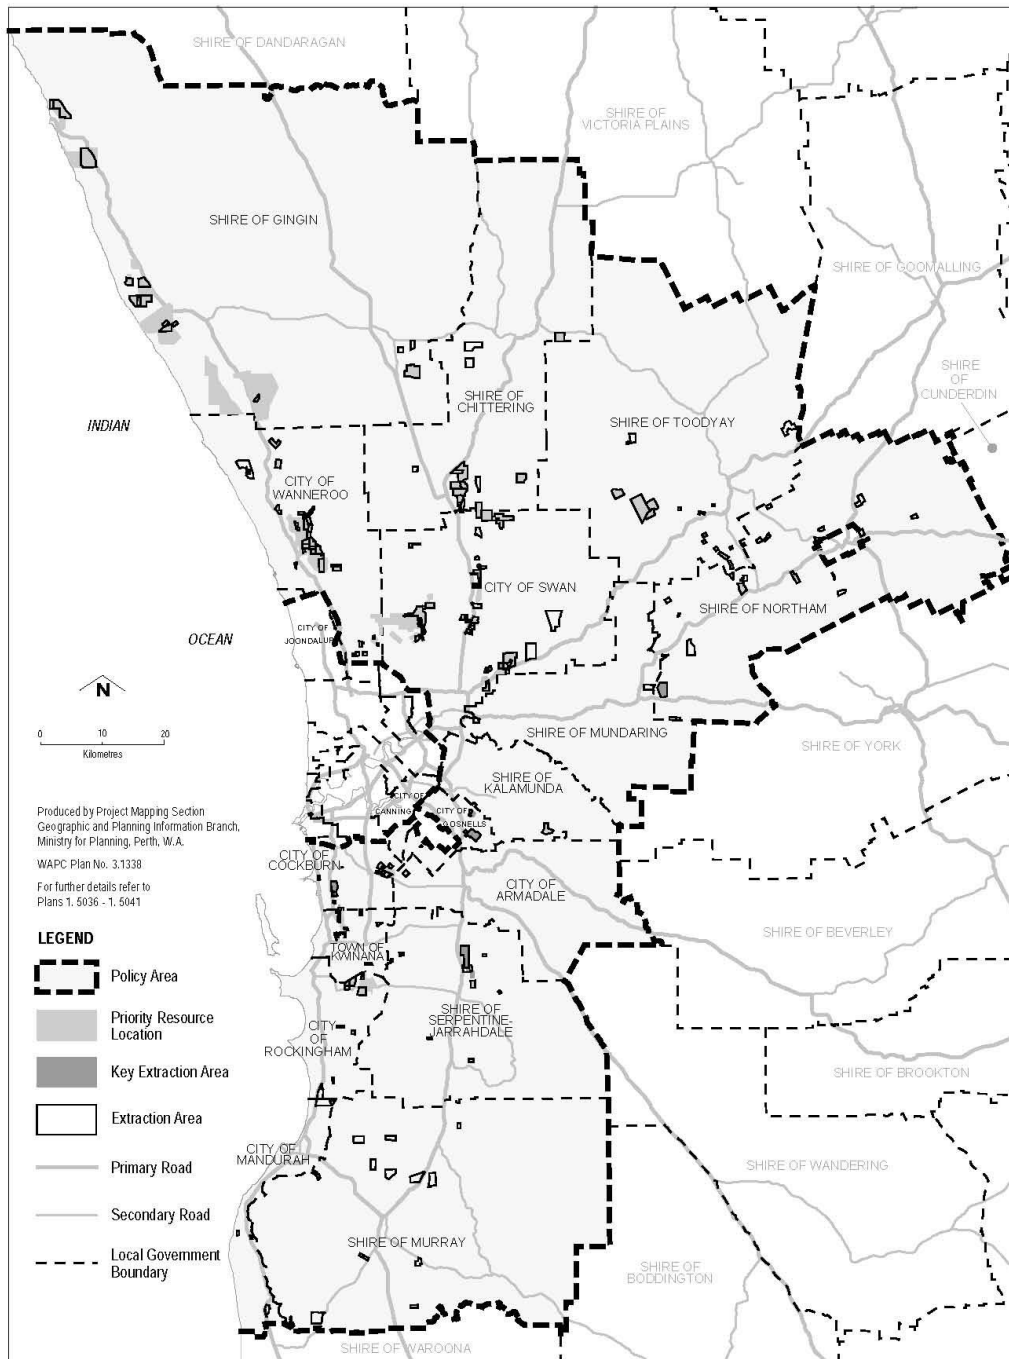 SHIRE OF DANDARAGAN
SHIRE OF
VICTORIA PLAINS
SHIRE OF GINGIN
SHIRE OF GOOMALLING
SHIRE
OF
CUNDERDIN
SHIRE OF
CHITTERING
SHIRE OF TOODYAY
INDIAN
CITY OF
WANNEROO
CITY OF SWAN
SHIRE OF NORTHAM
OCEAN
CITY OF
JOONDALUP
N
0 10 20
Kilometres
SHIRE OF MUNDARING
SHIRE OF YORK
SHIRE OF
KALAMUNDA
CITY OF
CANNING
CITY OF
GOSNELLS
Produced by Project Mapping Section
Geographic and Planning Information Branch,
Ministry for Planning, Perth, W.A.
WAPC Plan No. 3.1338
For further details refer to
Plans 1. 5036 - 1. 5041
CITY OF
COCKBURN
CITY OF
ARMADALE
SHIRE OF BEVERLEY
LEGEND
Policy Area
Priority Resource
Location
Key Extraction Area
Extraction Area
Primary Road
Secondary Road
Local Government
Boundary
TOWN OF
KWINANA
CITY
OF
ROCKINGHAM
SHIRE OF
SERPENTINE-
JARRAHDALE
SHIRE OF BROOKTON
CITY OF
MANDURAH
SHIRE OF WANDERING
SHIRE OF MURRAY
SHIRE OF
BODDINGTON
SHIRE OF WAROONA